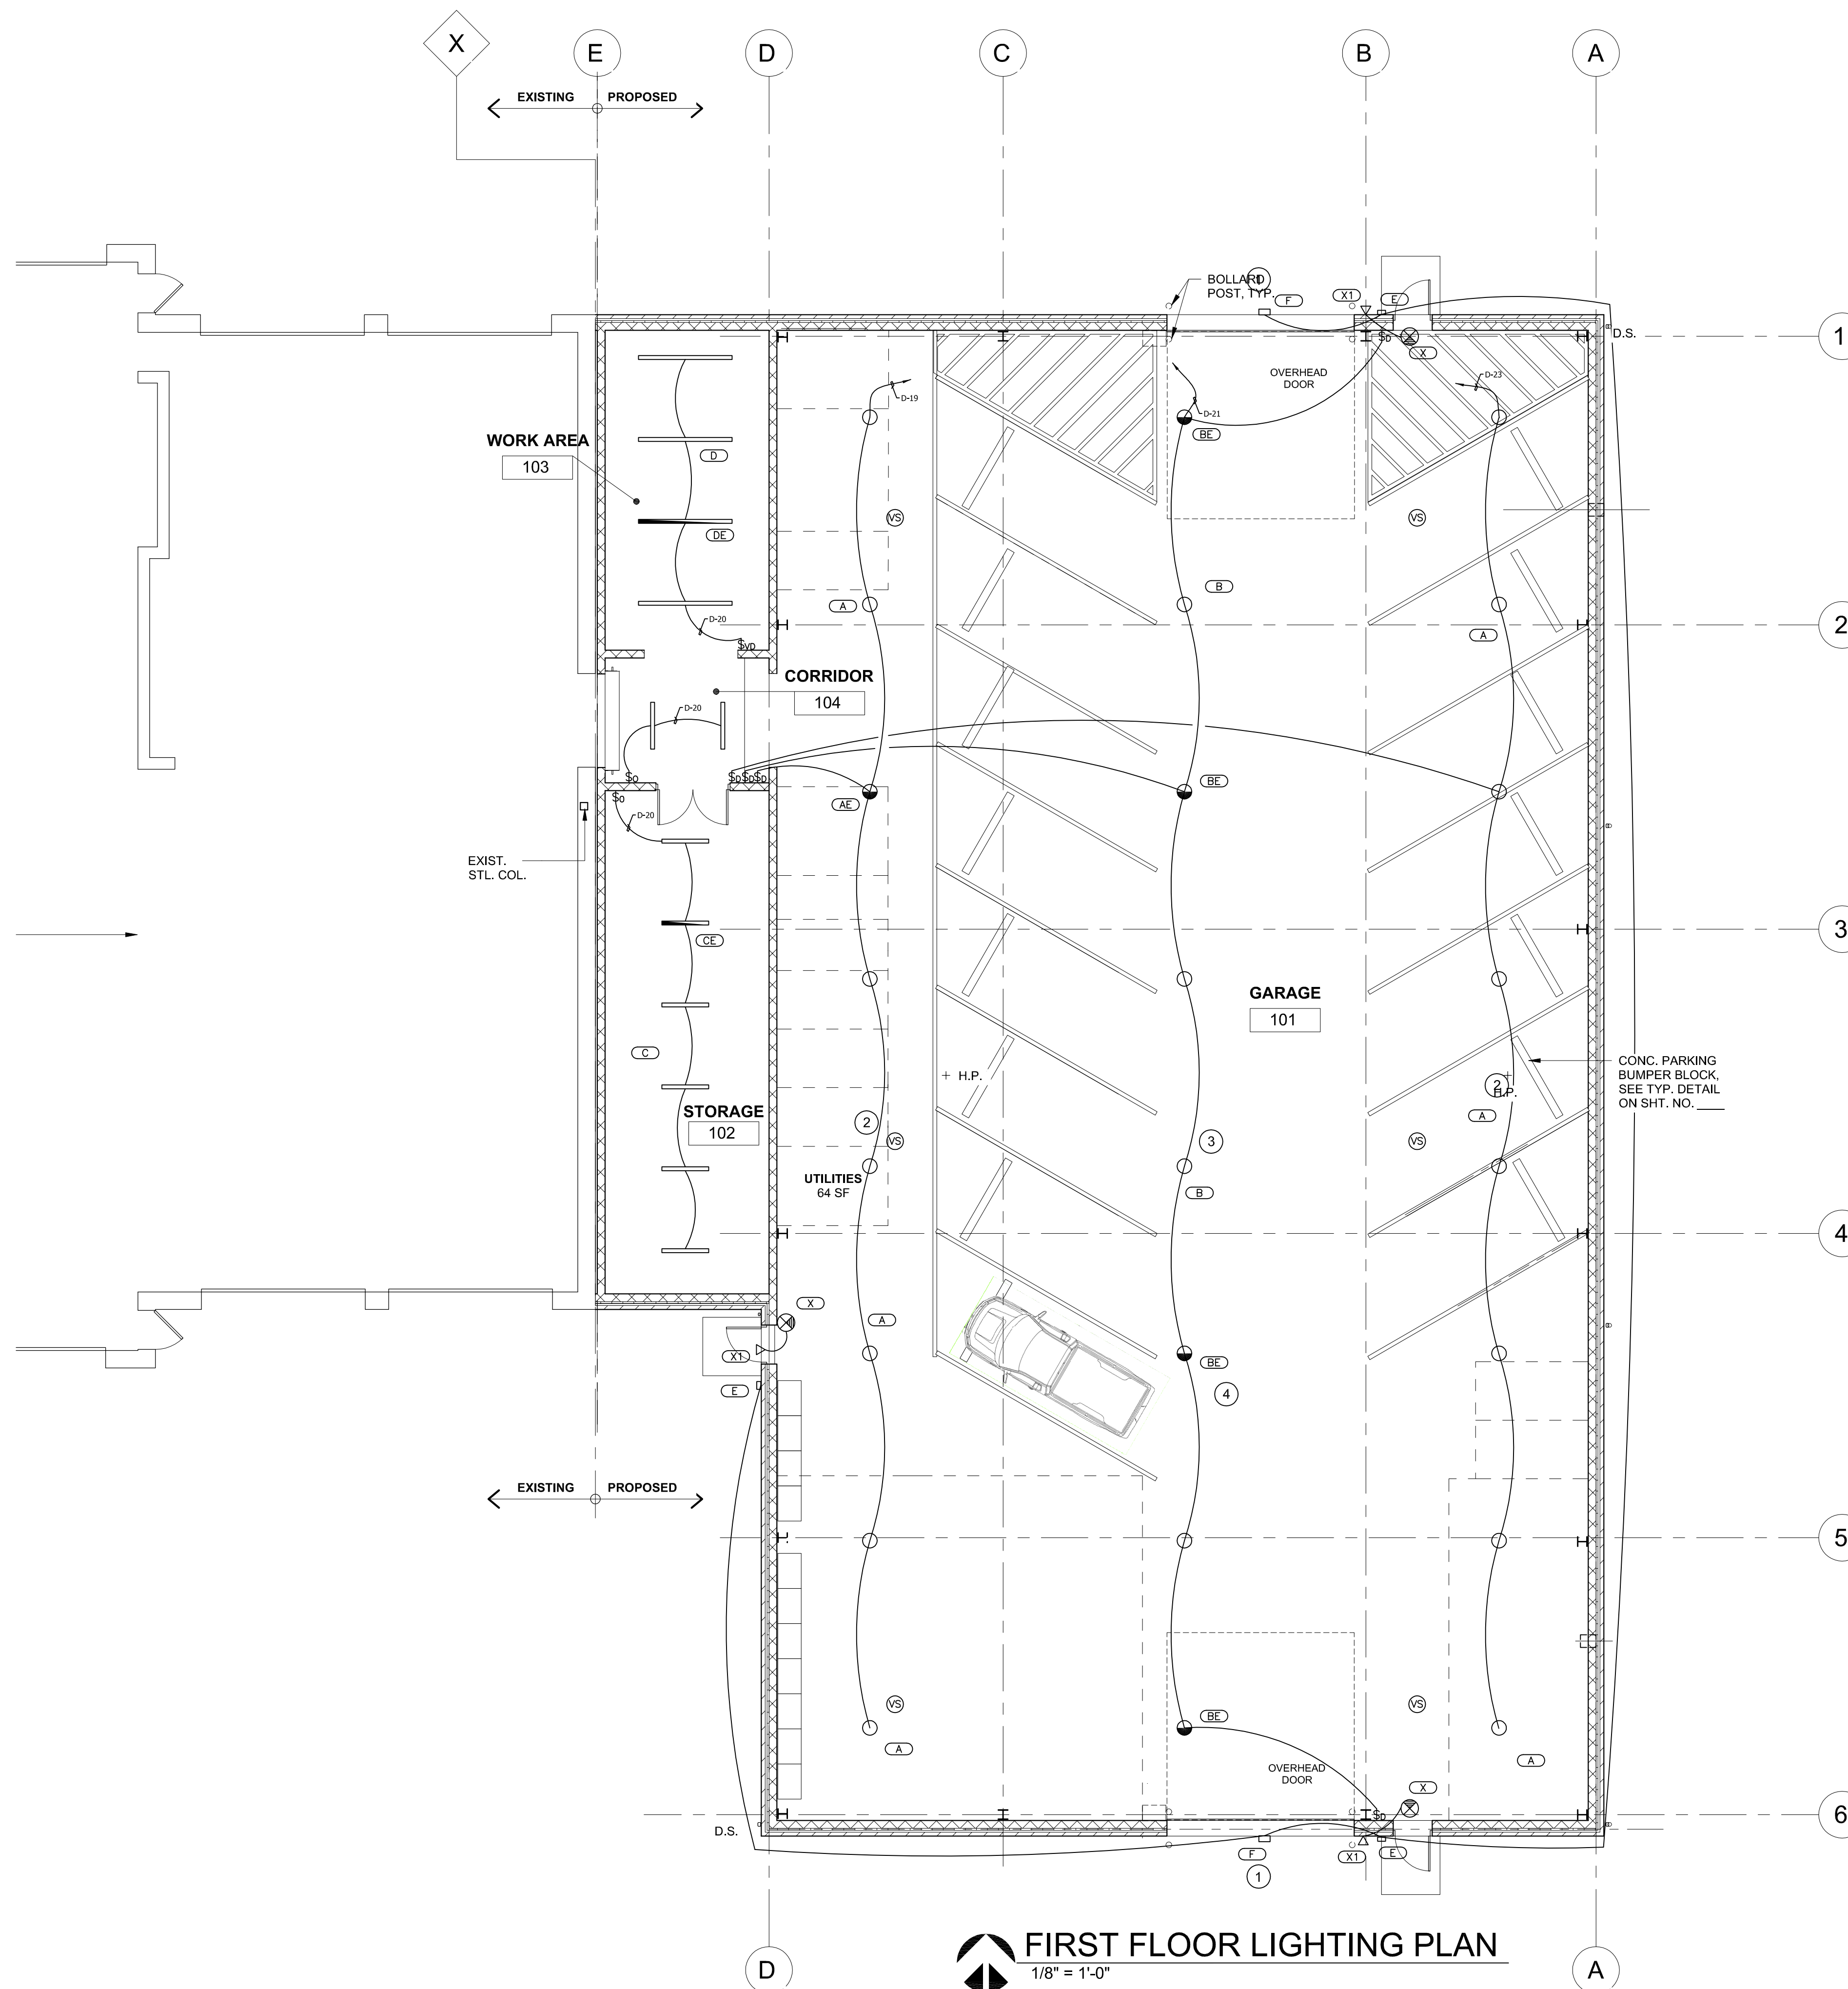 X
E
D
C
B
A
EXISTING
PROPOSED
BOLLARD
POST, TYP.
1
F
X1
E
1
D.S.
$D
X
OVERHEAD
DOOR
D-19
D-21
D-23
BE
WORK AREA
103
D
DE
VS
VS
B
A
A
2
D-20
$VD
CORRIDOR
104
D-20
$O
$D$D$D
$O
D-20
AE
BE
EXIST.
STL. COL.
CE
3
GARAGE
101
C
H.P.
2
H.P.
CONC. PARKING
BUMPER BLOCK,
SEE TYP. DETAIL
ON SHT. NO. ____
STORAGE
102
2
VS
3
VS
A
UTILITIES
64 SF
B
4
X
A
X1
E
BE
4
EXISTING
PROPOSED
5
VS
VS
BE
A
A
OVERHEAD
DOOR
X
$D
6
D.S.
F
X1
E
1
FIRST FLOOR LIGHTING PLAN
1/8" = 1'-0"
D
A